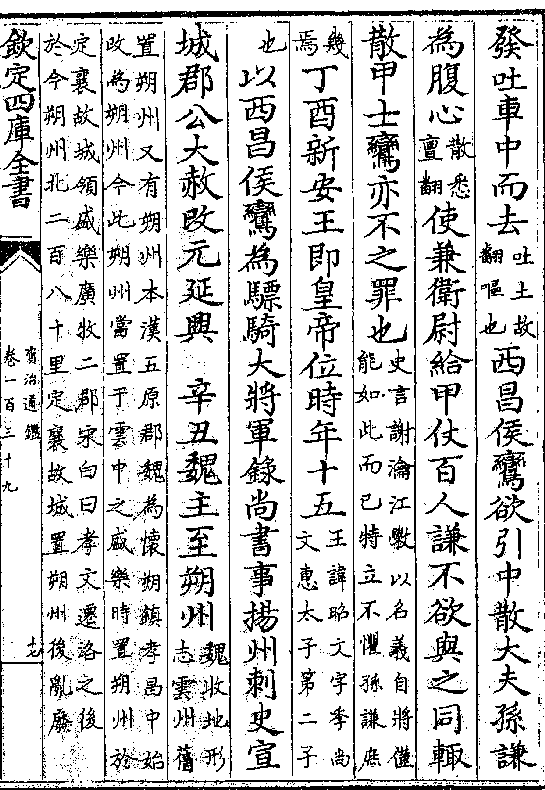 發吐車中而去吐土故翻嘔也西昌侯鸞欲引中散大夫孫謙
為腹心散悉亶翻使兼衛尉給甲仗百人謙不欲與之同輙
散甲士鸞亦不之罪也史言謝瀹江斆以名義自將僅能如此而已特立不懼孫謙庶
幾焉丁酉新安王即皇帝位時年十五王諱昭文字季尚文惠太子第二子
也以西昌侯鸞為驃騎大將軍錄尚書事揚州刺史宣
城郡公大赦改元延興 辛丑魏主至朔州魏收地形志雲州舊
置朔州又有朔州本漢五原郡魏為懷朔鎮孝昌中始
改為朔州今此朔州當置于雲中之盛樂時置朔州於
定襄故城領盛樂廣牧二郡宋白曰孝文遷洛之後
於今朔州北二百八十里定襄故城置朔州後亂廢
欽定四庫全書
資治通鑑
卷一百三十九